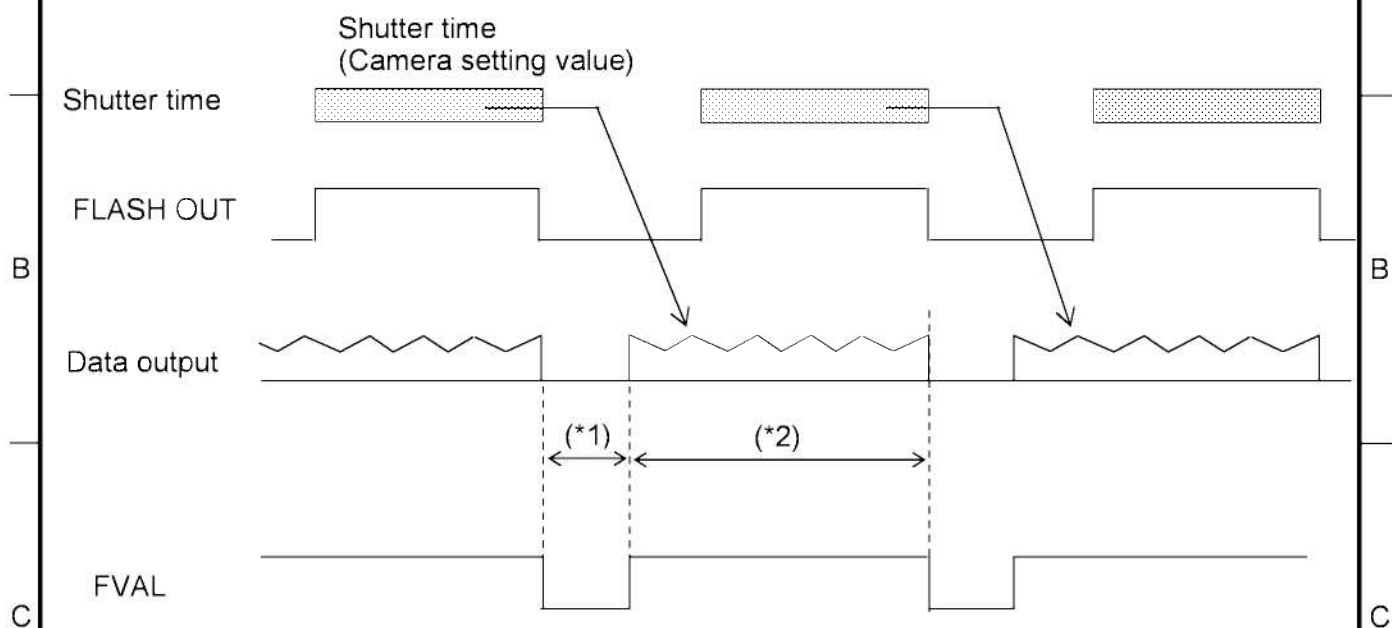 Shutter time
(Camera setting value)
Shutter time
FLASH OUT
B
B
Data output
(*1)
(*2)
FVAL
C
C